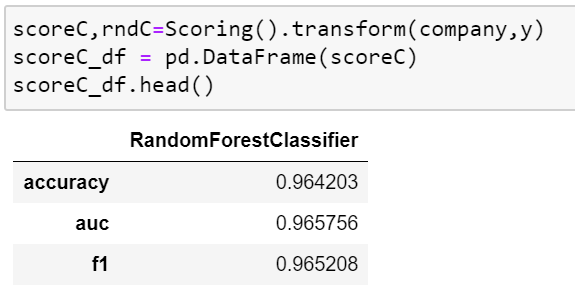 scoreC,rndC=Scoring().transform(company,y)
scoreC_df = pd.DataFrame(scoreC)
scoreC_df.head()
RandomForestClassifier
accuracy 0.964203
auc 0.965756
f1 0.965208